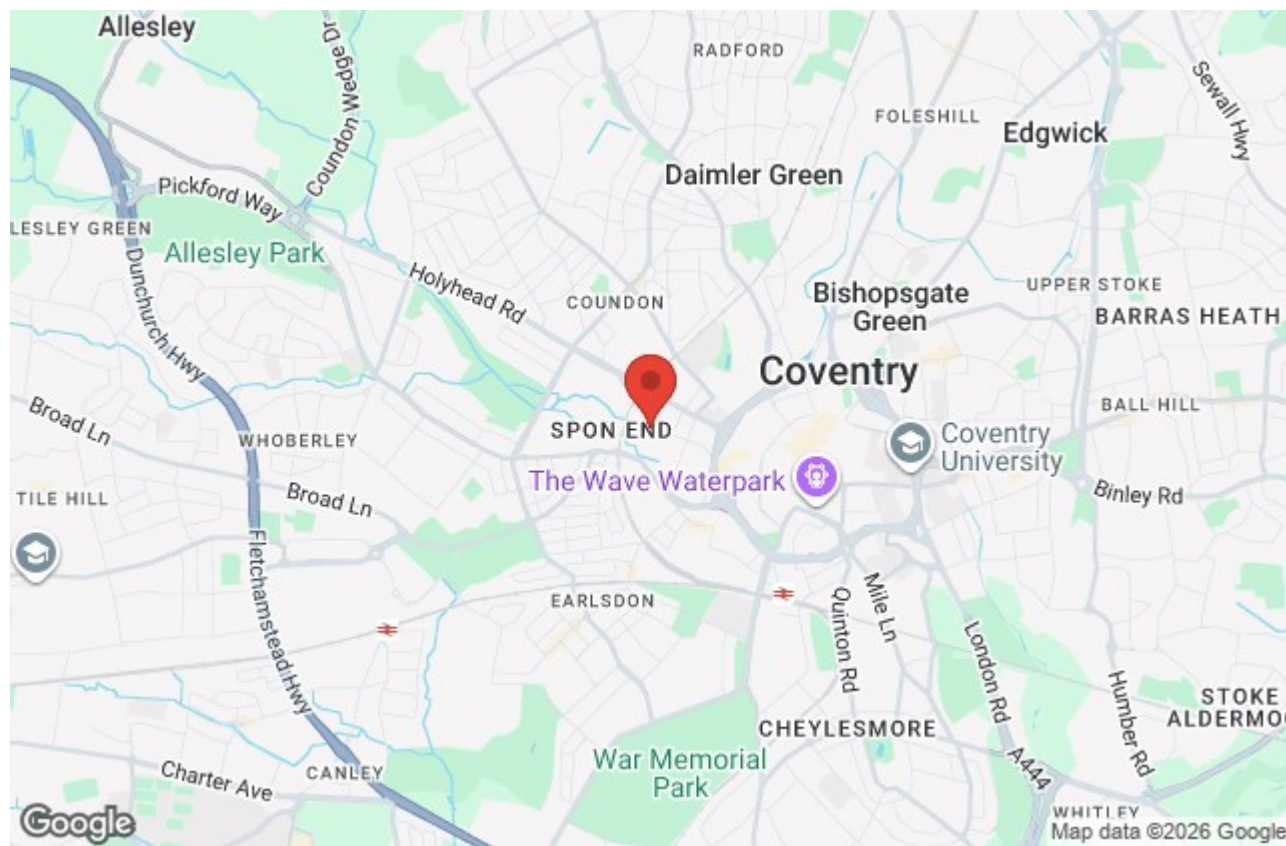 Allesley
Coundon Wedge Dr
RADFORD
Sewall Hwy
FOLESHILL
Edgwick
Daimler Green
Pickford Way
LESLEY GREEN
Allesley Park
Dunchurch Hwy
Holyhead Rd
COUNDON
Bishopsgate
Green
UPPER STOKE
BARRAS HEATH
Coventry
Broad Ln
WHOBERLEY
SPON END
BALL HILL
Coventry
University
The Wave Waterpark
Broad Ln
TILE HILL
Binley Rd
Fletchamstead Hwy
EARLSDON
Quinton Rd
Mile Ln
London Rd
Humber Rd
STOKE
ALDERMO
CHEYLESMORE
War Memorial
Park
A444
Charter Ave
CANLEY
WHITLEY
Google
Map data ©2026 Google